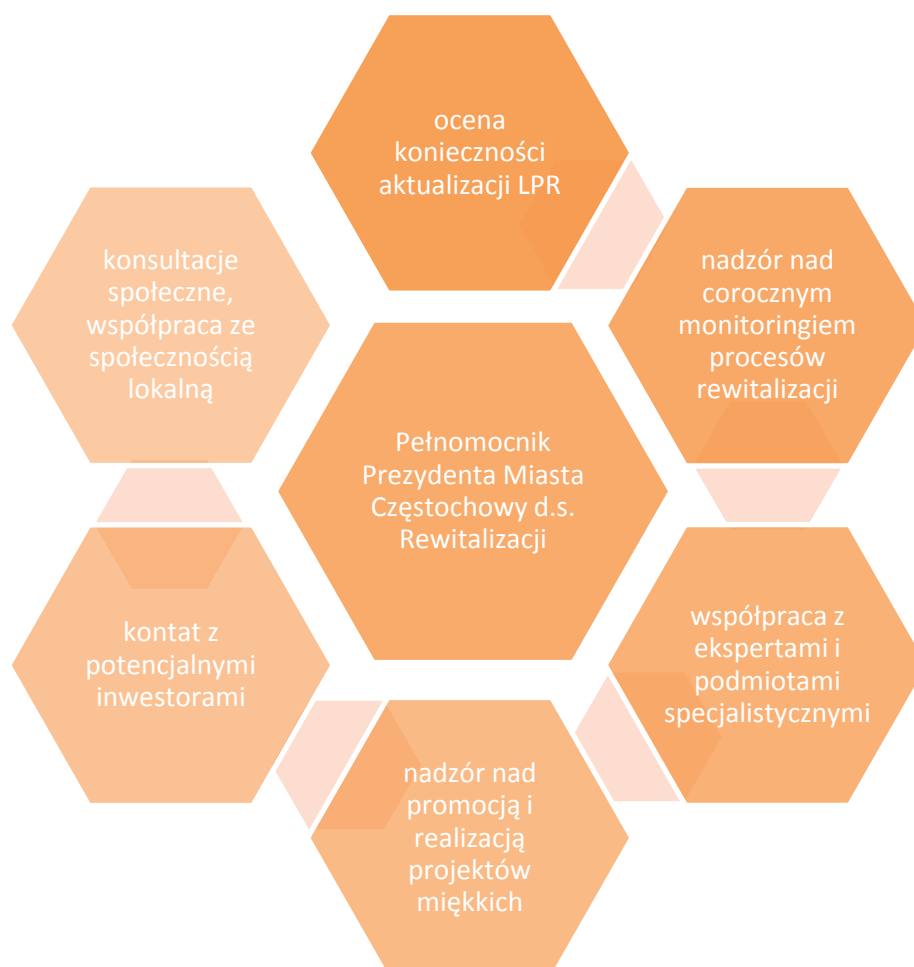 ocena
konieczności
aktualizacji LPR
nadzór nad
corocznym
monitoringiem
procesów
rewitalizacji
współpraca z
ekspertami i
podmiotami
specjalistycznymi
nadzór nad
promocją i
realizacją
projektów
miękkich
kontat z
potencjalnymi
inwestorami
konsultacje
społeczne,
współpraca ze
społecznością
lokalną
Pełnomocnik
Prezydenta Miasta
Częstochowy d.s.
Rewitalizacji